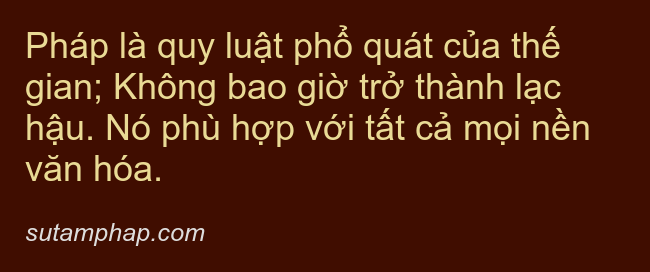 Pháp là quy luật phổ quát của thế
gian; Không bao giờ trở thành lạc
hậu. Nó phù hợp với tất cả mọi nền
văn hóa.
sutamphap.com